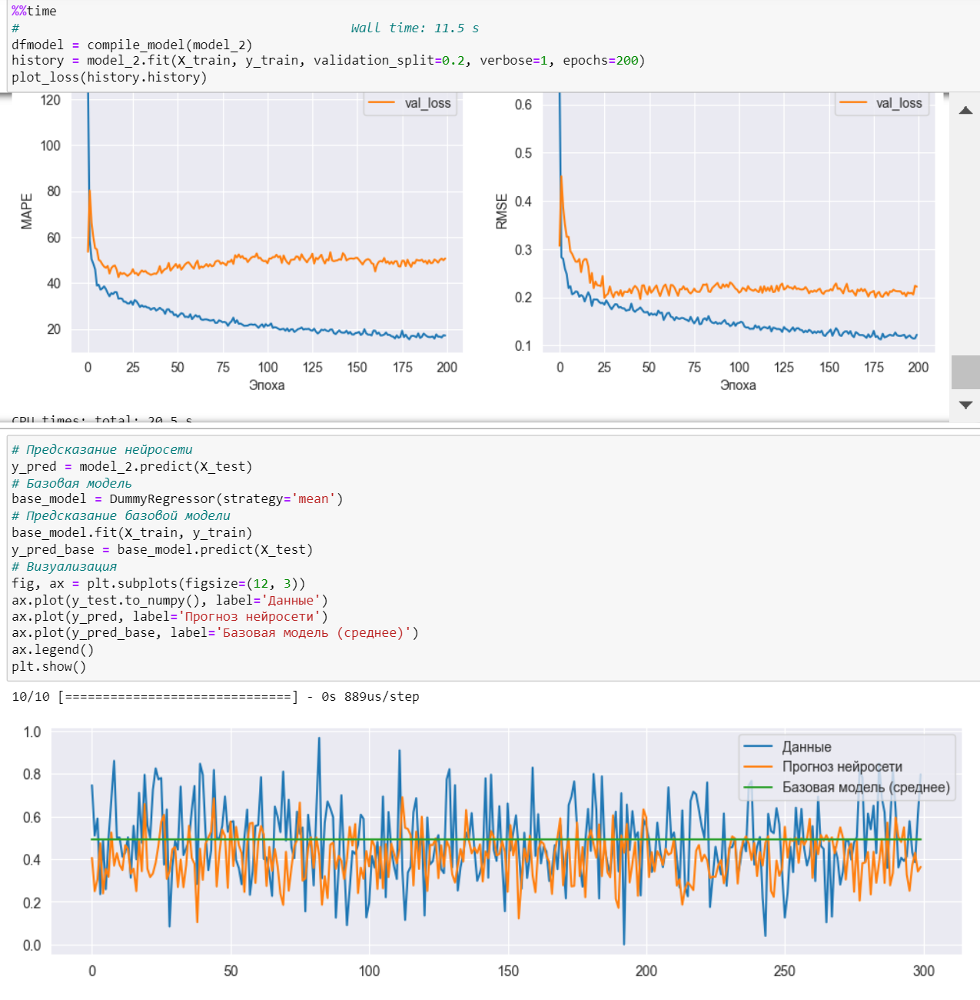 %%time
# Wall time: 11.5 s
dfmodel = compile_model(model_2)
history = model_2.fit(X_train, y_train, validation_split=0.2, verbose=1, epochs=200)
plot_loss(history.history)
120
100
80
60
40
20
MAPE
val_loss
0 25 50 75 100 125 150 175 200
Эпоха
0.6
0.5
0.4
0.3
0.2
0.1
RMSE
val_loss
0 25 50 75 100 125 150 175 200
Эпоха
CPU times: total: 20.5 s
# Предсказание нейросети
y_pred = model_2.predict(X_test)
# Базовая модель
base_model = DummyRegressor(strategy='mean')
# Предсказание базовой модели
base_model.fit(X_train, y_train)
y_pred_base = base_model.predict(X_test)
# Визуализация
fig, ax = plt.subplots(figsize=(12, 3))
ax.plot(y_test.to_numpy(), label='Данные')
ax.plot(y_pred, label='Прогноз нейросети')
ax.plot(y_pred_base, label='Базовая модель (среднее)')
ax.legend()
plt.show()
10/10 [==============================] - 0s 889us/step
1.0
0.8
0.6
0.4
0.2
0.0
Данные
Прогноз нейросети
Базовая модель (среднее)
0 50 100 150 200 250 300